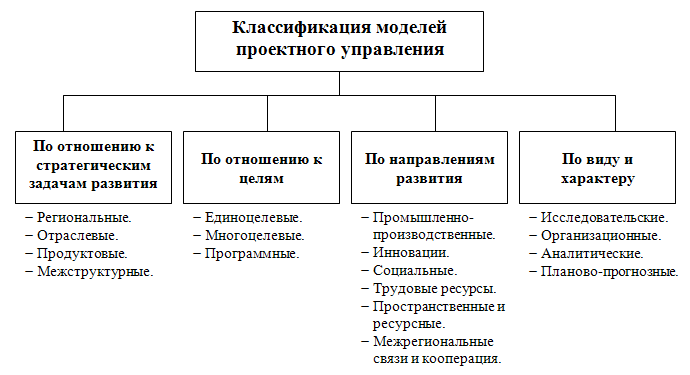 Классификация моделей
проектного управления
По отношению к
стратегическим
задачам развития
− Региональные.
− Отраслевые.
− Продуктовые.
− Межструктурные.
По отношению к
целям
− Единоцелевые.
− Многоцелевые.
− Программные.
По направлениям
развития
− Промышленно-
производственные.
− Инновации.
− Социальные.
− Трудовые ресурсы.
− Пространственные и
ресурсные.
− Межрегиональные
связи и кооперация.
По виду и
характеру
− Исследовательские.
− Организационные.
− Аналитические.
− Планово-прогнозные.